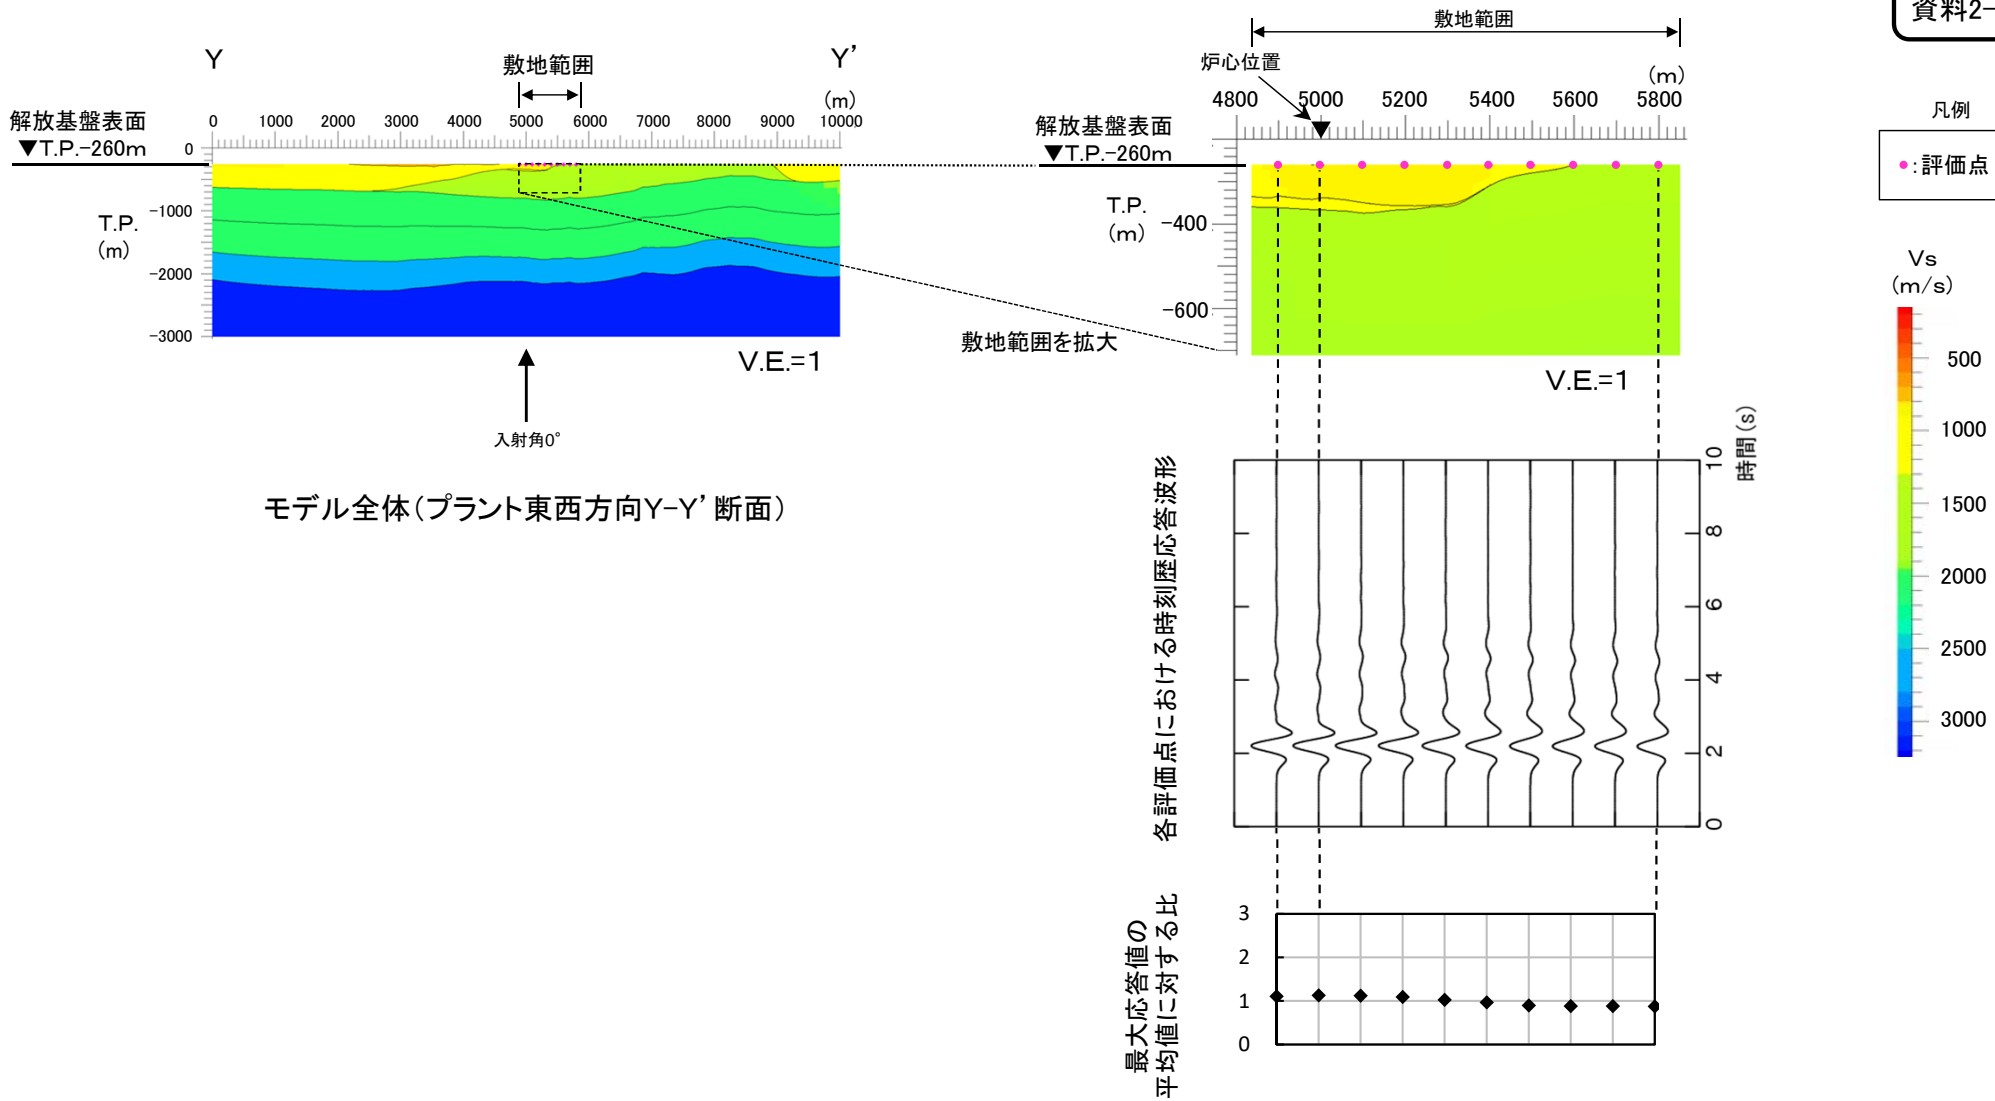 資料2-
Y
Y’
敷地範囲
(m)
解放基盤表面
▼T.P.-260m
0 1000 2000 3000 4000 5000 6000 7000 8000 9000 10000
0
-1000
-2000
-3000
T.P.
(m)
V.E.=1
入射角0°
モデル全体(プラント東西方向Y-Y’断面)
敷地範囲を拡大
敷地範囲
炉心位置
(m)
4800 5000 5200 5400 5600 5800
解放基盤表面
▼T.P.-260m
T.P.
(m)
-400
-600
V.E.=1
凡例
●:評価点
Vs
(m/s)
500
1000
1500
2000
2500
3000
各評価点における時刻歴応答波形
時間(s)
10
8
6
4
2
0
最大応答値の
平均値に対する比
3
2
1
0